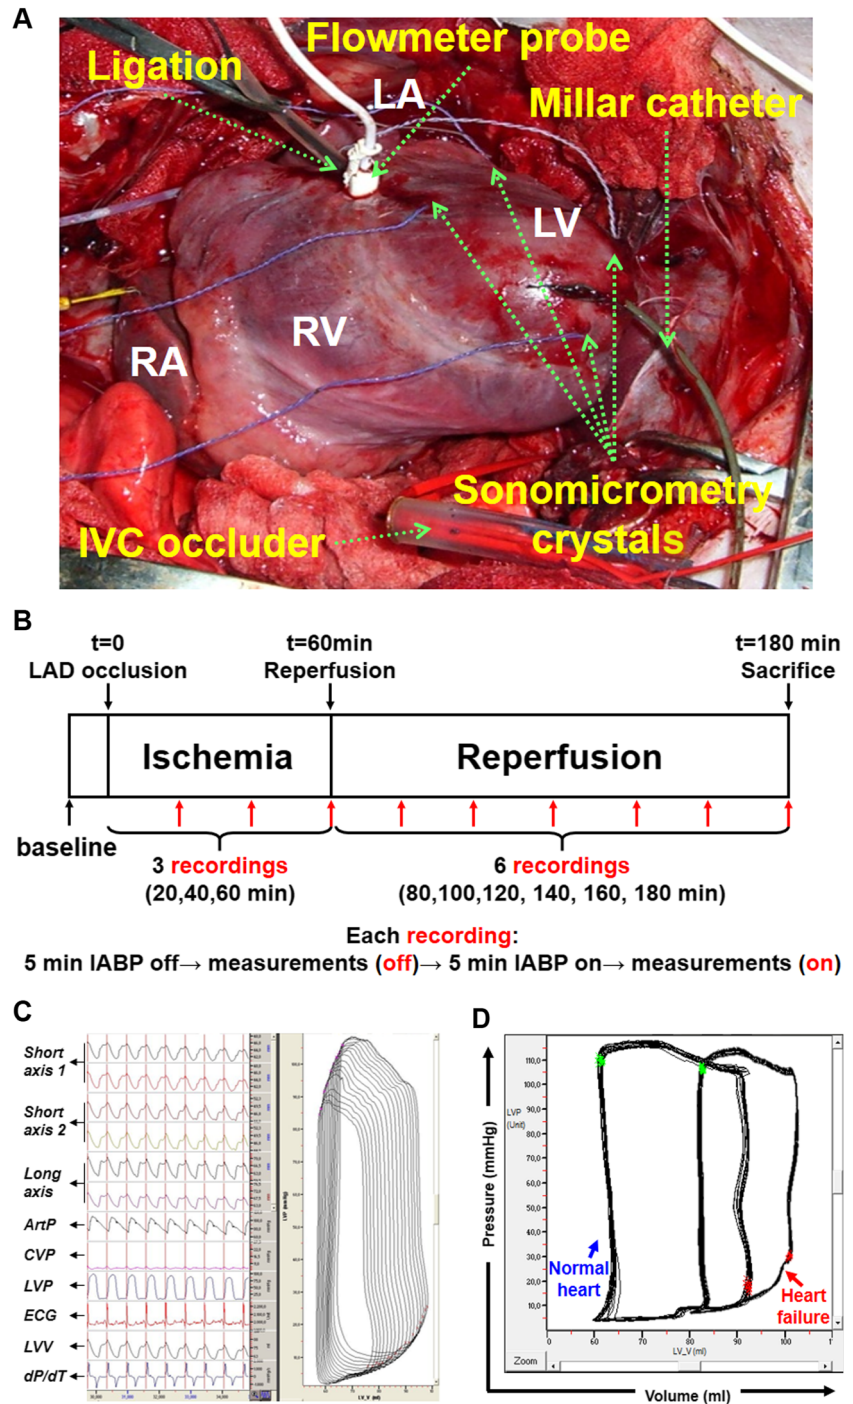 A
Flowmeter probe
Ligation
LA
Millar catheter
LV
RV
RA
Sonomicrometry
crystals
IVC occluder
B
t=0
LAD occlusion
t=60min
Reperfusion
t=180 min
Sacrifice
Ischemia
Reperfusion
baseline
3 recordings
(20,40,60 min)
6 recordings
(80,100,120, 140, 160, 180 min)
Each recording:
5 min IABP off→ measurements (off)→ 5 min IABP on→ measurements (on)
C
Short
axis 1
Short
axis 2
Long
axis
ArtP
CVP
LVP
ECG
LVV
dP/dT
D
Pressure (mmHg)
LVP
(Unit)
110,0
100,0
90,0
80,0
70,0
60,0
50,0
40,0
30,0
20,0
10,0
Normal
heart
Heart
failure
0
60
70
80
90
100
110
LV_V (ml)
Zoom
Volume (ml)